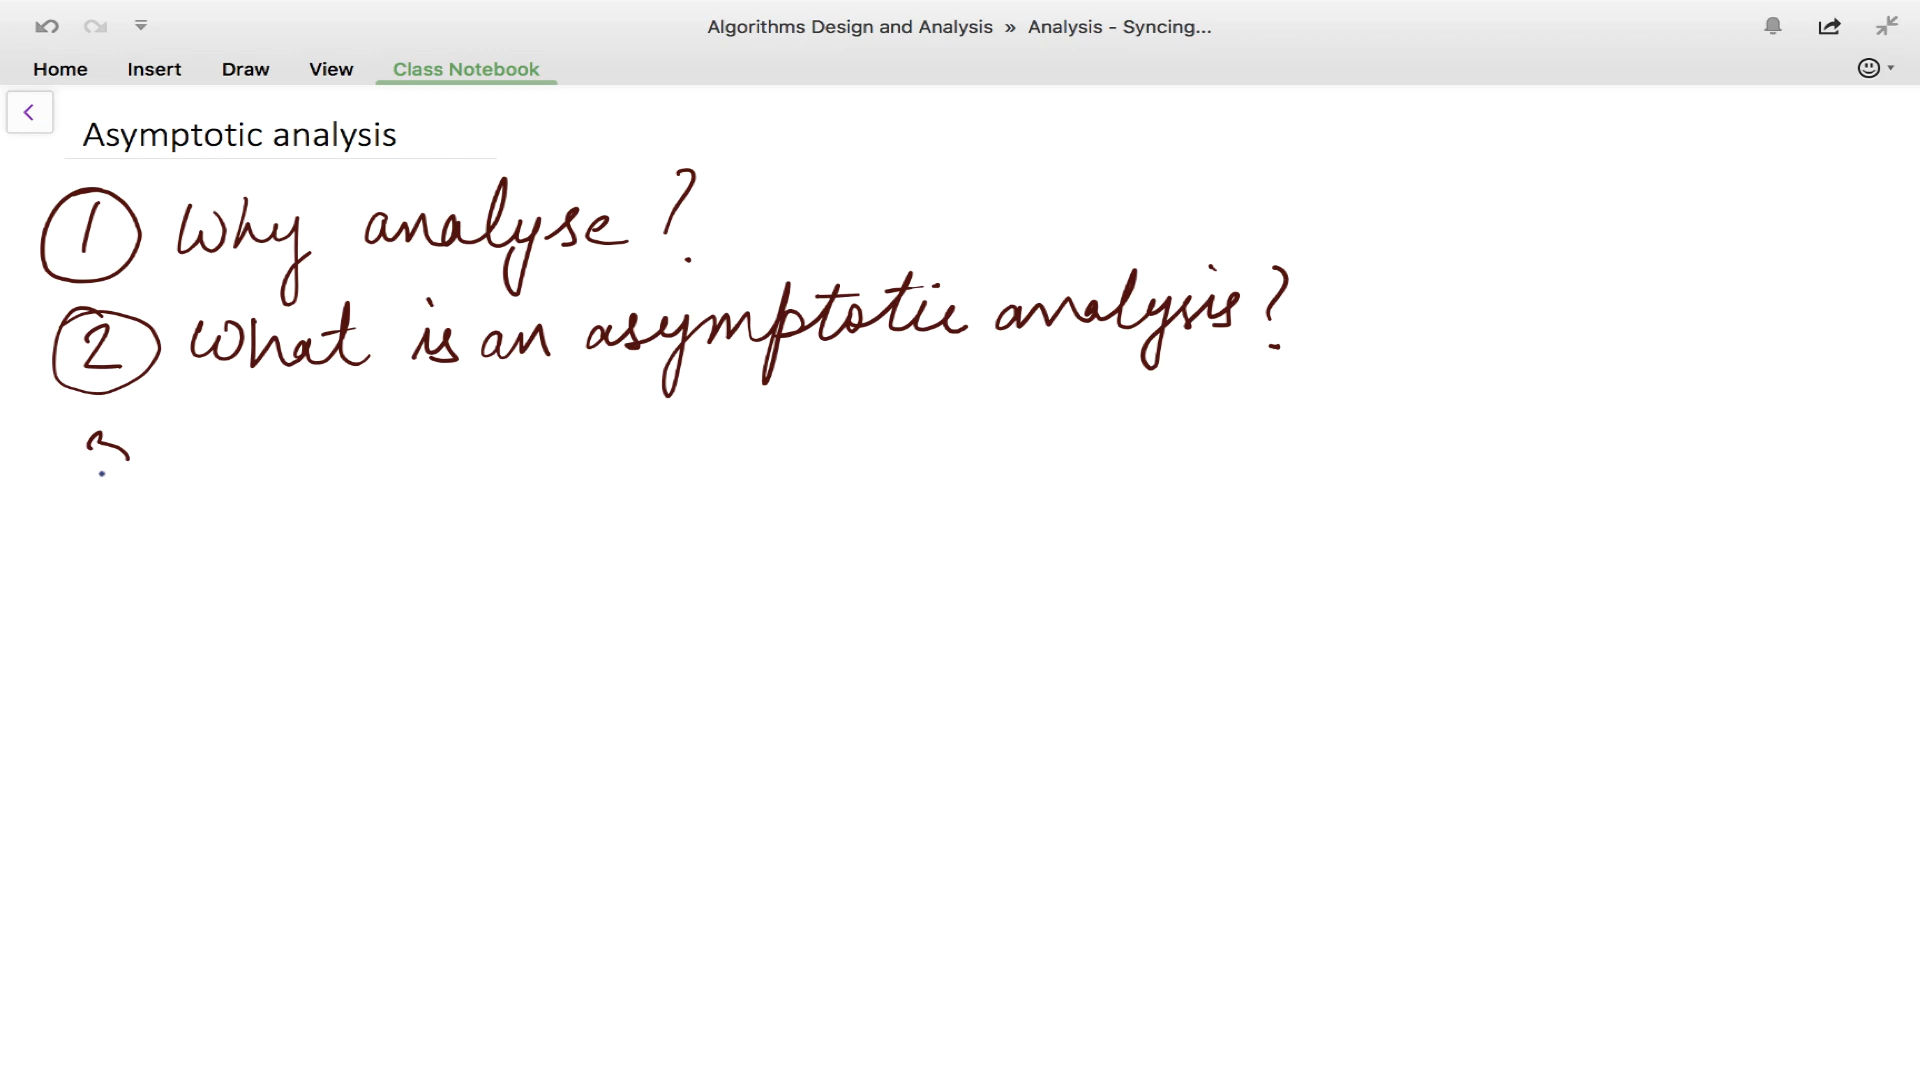 Algorithms Design and Analysis » Analysis - Syncing...
Home Insert Draw View Class Notebook
Asymptotic analysis
1 Why analyse?
2 What is an asymptotic analysis?